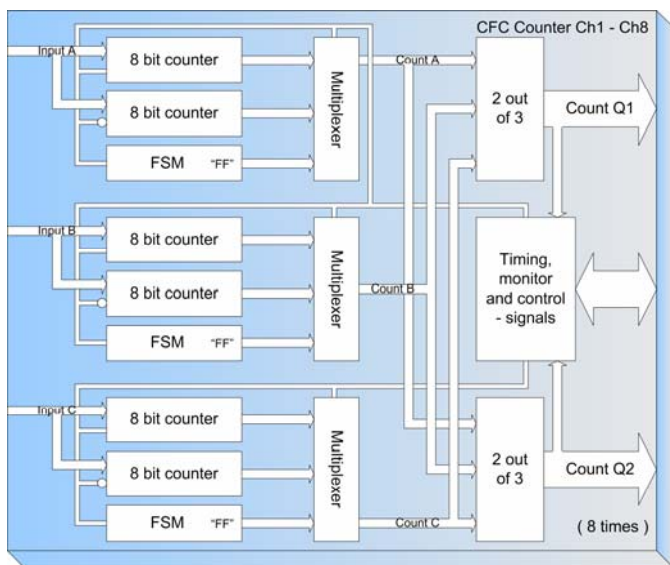 CFC Counter Ch1 - Ch8
Input A
8 bit counter
8 bit counter
FSM "FF"
Multiplexer
Count A
2 out
of 3
Count Q1
Input B
8 bit counter
8 bit counter
FSM "FF"
Multiplexer
Count B
Timing,
monitor
and control
- signals
Input C
8 bit counter
8 bit counter
FSM "FF"
Multiplexer
Count C
2 out
of 3
Count Q2
( 8 times )